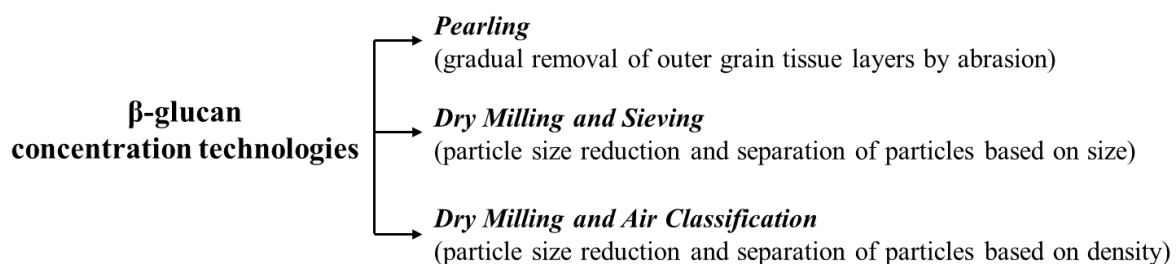 β-glucan
concentration technologies
Pearling
(gradual removal of outer grain tissue layers by abrasion)
Dry Milling and Sieving
(particle size reduction and separation of particles based on size)
Dry Milling and Air Classification
(particle size reduction and separation of particles based on density)